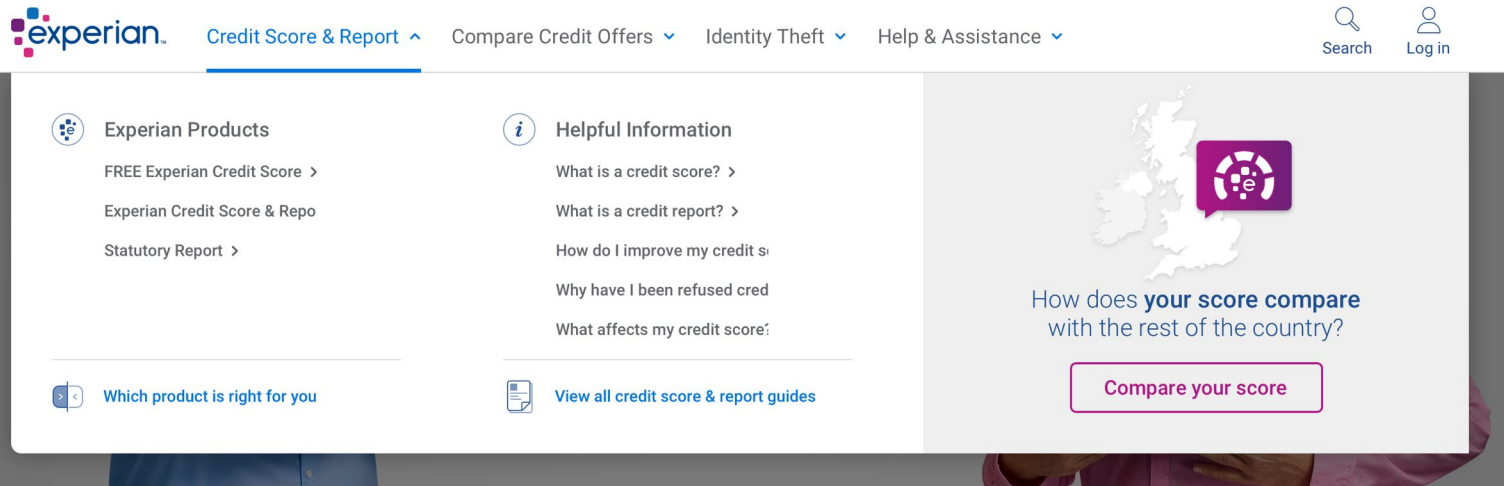 experian.
Credit Score & Report
Compare Credit Offers
Identity Theft
Help & Assistance
Search
Log in
Experian Products
FREE Experian Credit Score
Experian Credit Score & Repo
Statutory Report
Which product is right for you
Helpful Information
What is a credit score?
What is a credit report?
How do I improve my credit s
Why have I been refused cred
What affects my credit score?
View all credit score & report guides
e
How does your score compare
with the rest of the country?
Compare your score